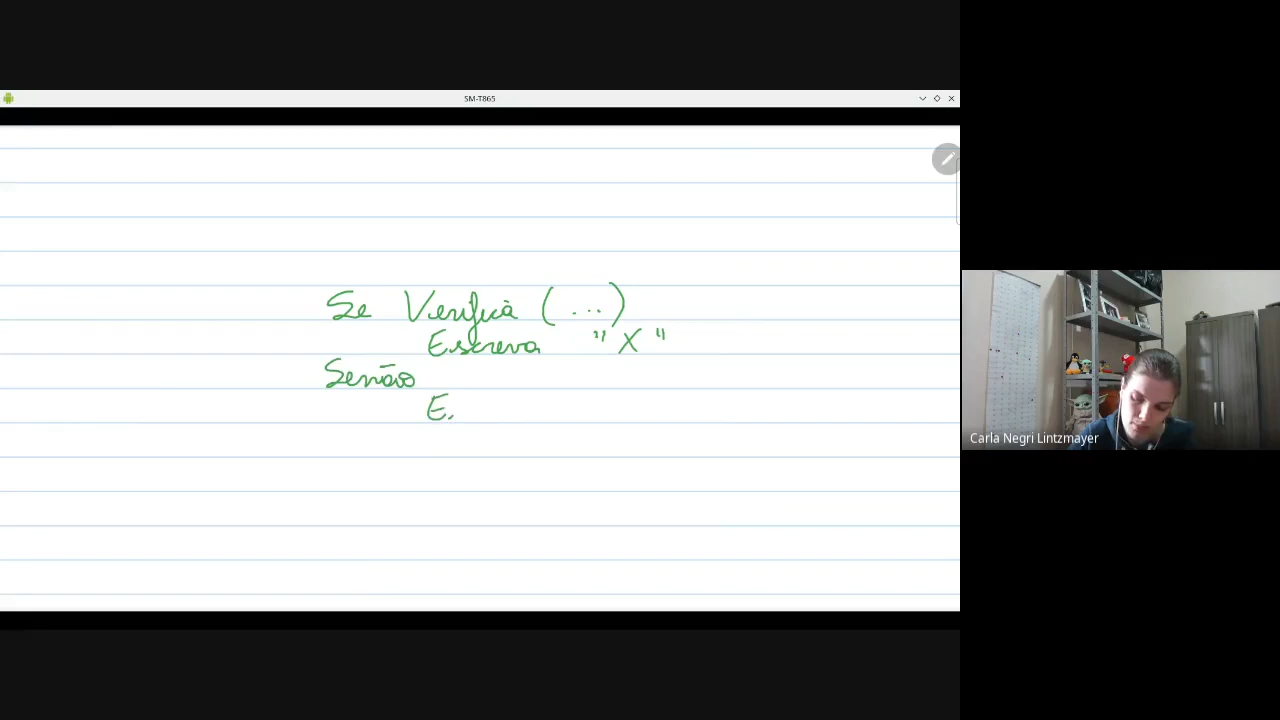 SM-T865
Se Verifica (...)
Escreva "X"
Senão
E.
Carla Negri Lintzmayer